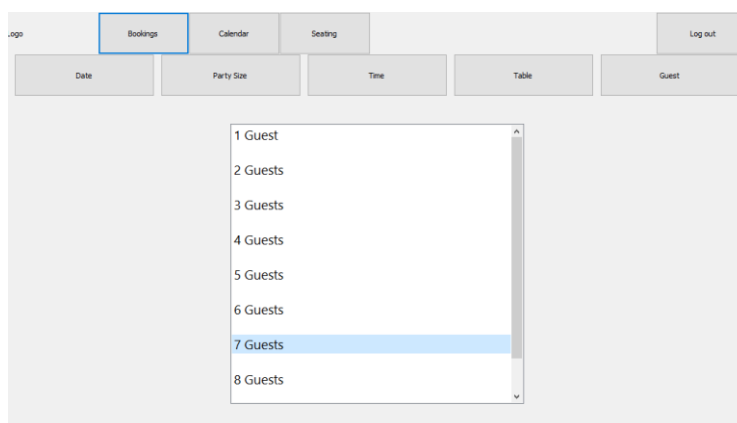 Logo Bookings Calendar Seating Log out
Date Party Size Time Table Guest
1 Guest
2 Guests
3 Guests
4 Guests
5 Guests
6 Guests
7 Guests
8 Guests